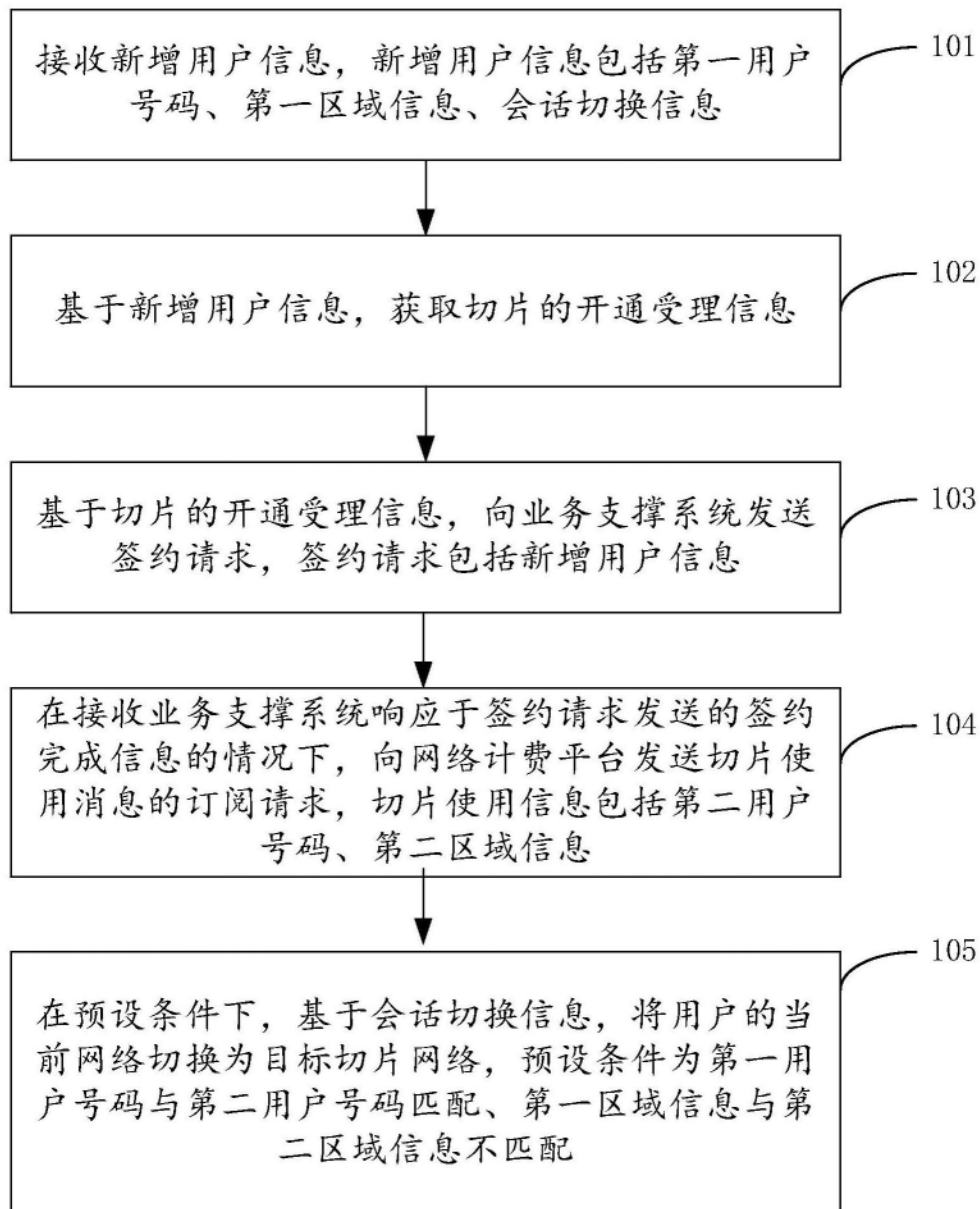 接收新增用户信息，新增用户信息包括第一用户
号码、第一区域信息、会话切换信息
101
基于新增用户信息，获取切片的开通受理信息
102
基于切片的开通受理信息，向业务支撑系统发送
签约请求，签约请求包括新增用户信息
103
在接收业务支撑系统响应于签约请求发送的签约
完成信息的情况下，向网络计费平台发送切片使
用消息的订阅请求，切片使用信息包括第二用户
号码、第二区域信息
104
在预设条件下，基于会话切换信息，将用户的当
前网络切换为目标切片网络，预设条件为第一用
户号码与第二用户号码匹配、第一区域信息与第
二区域信息不匹配
105